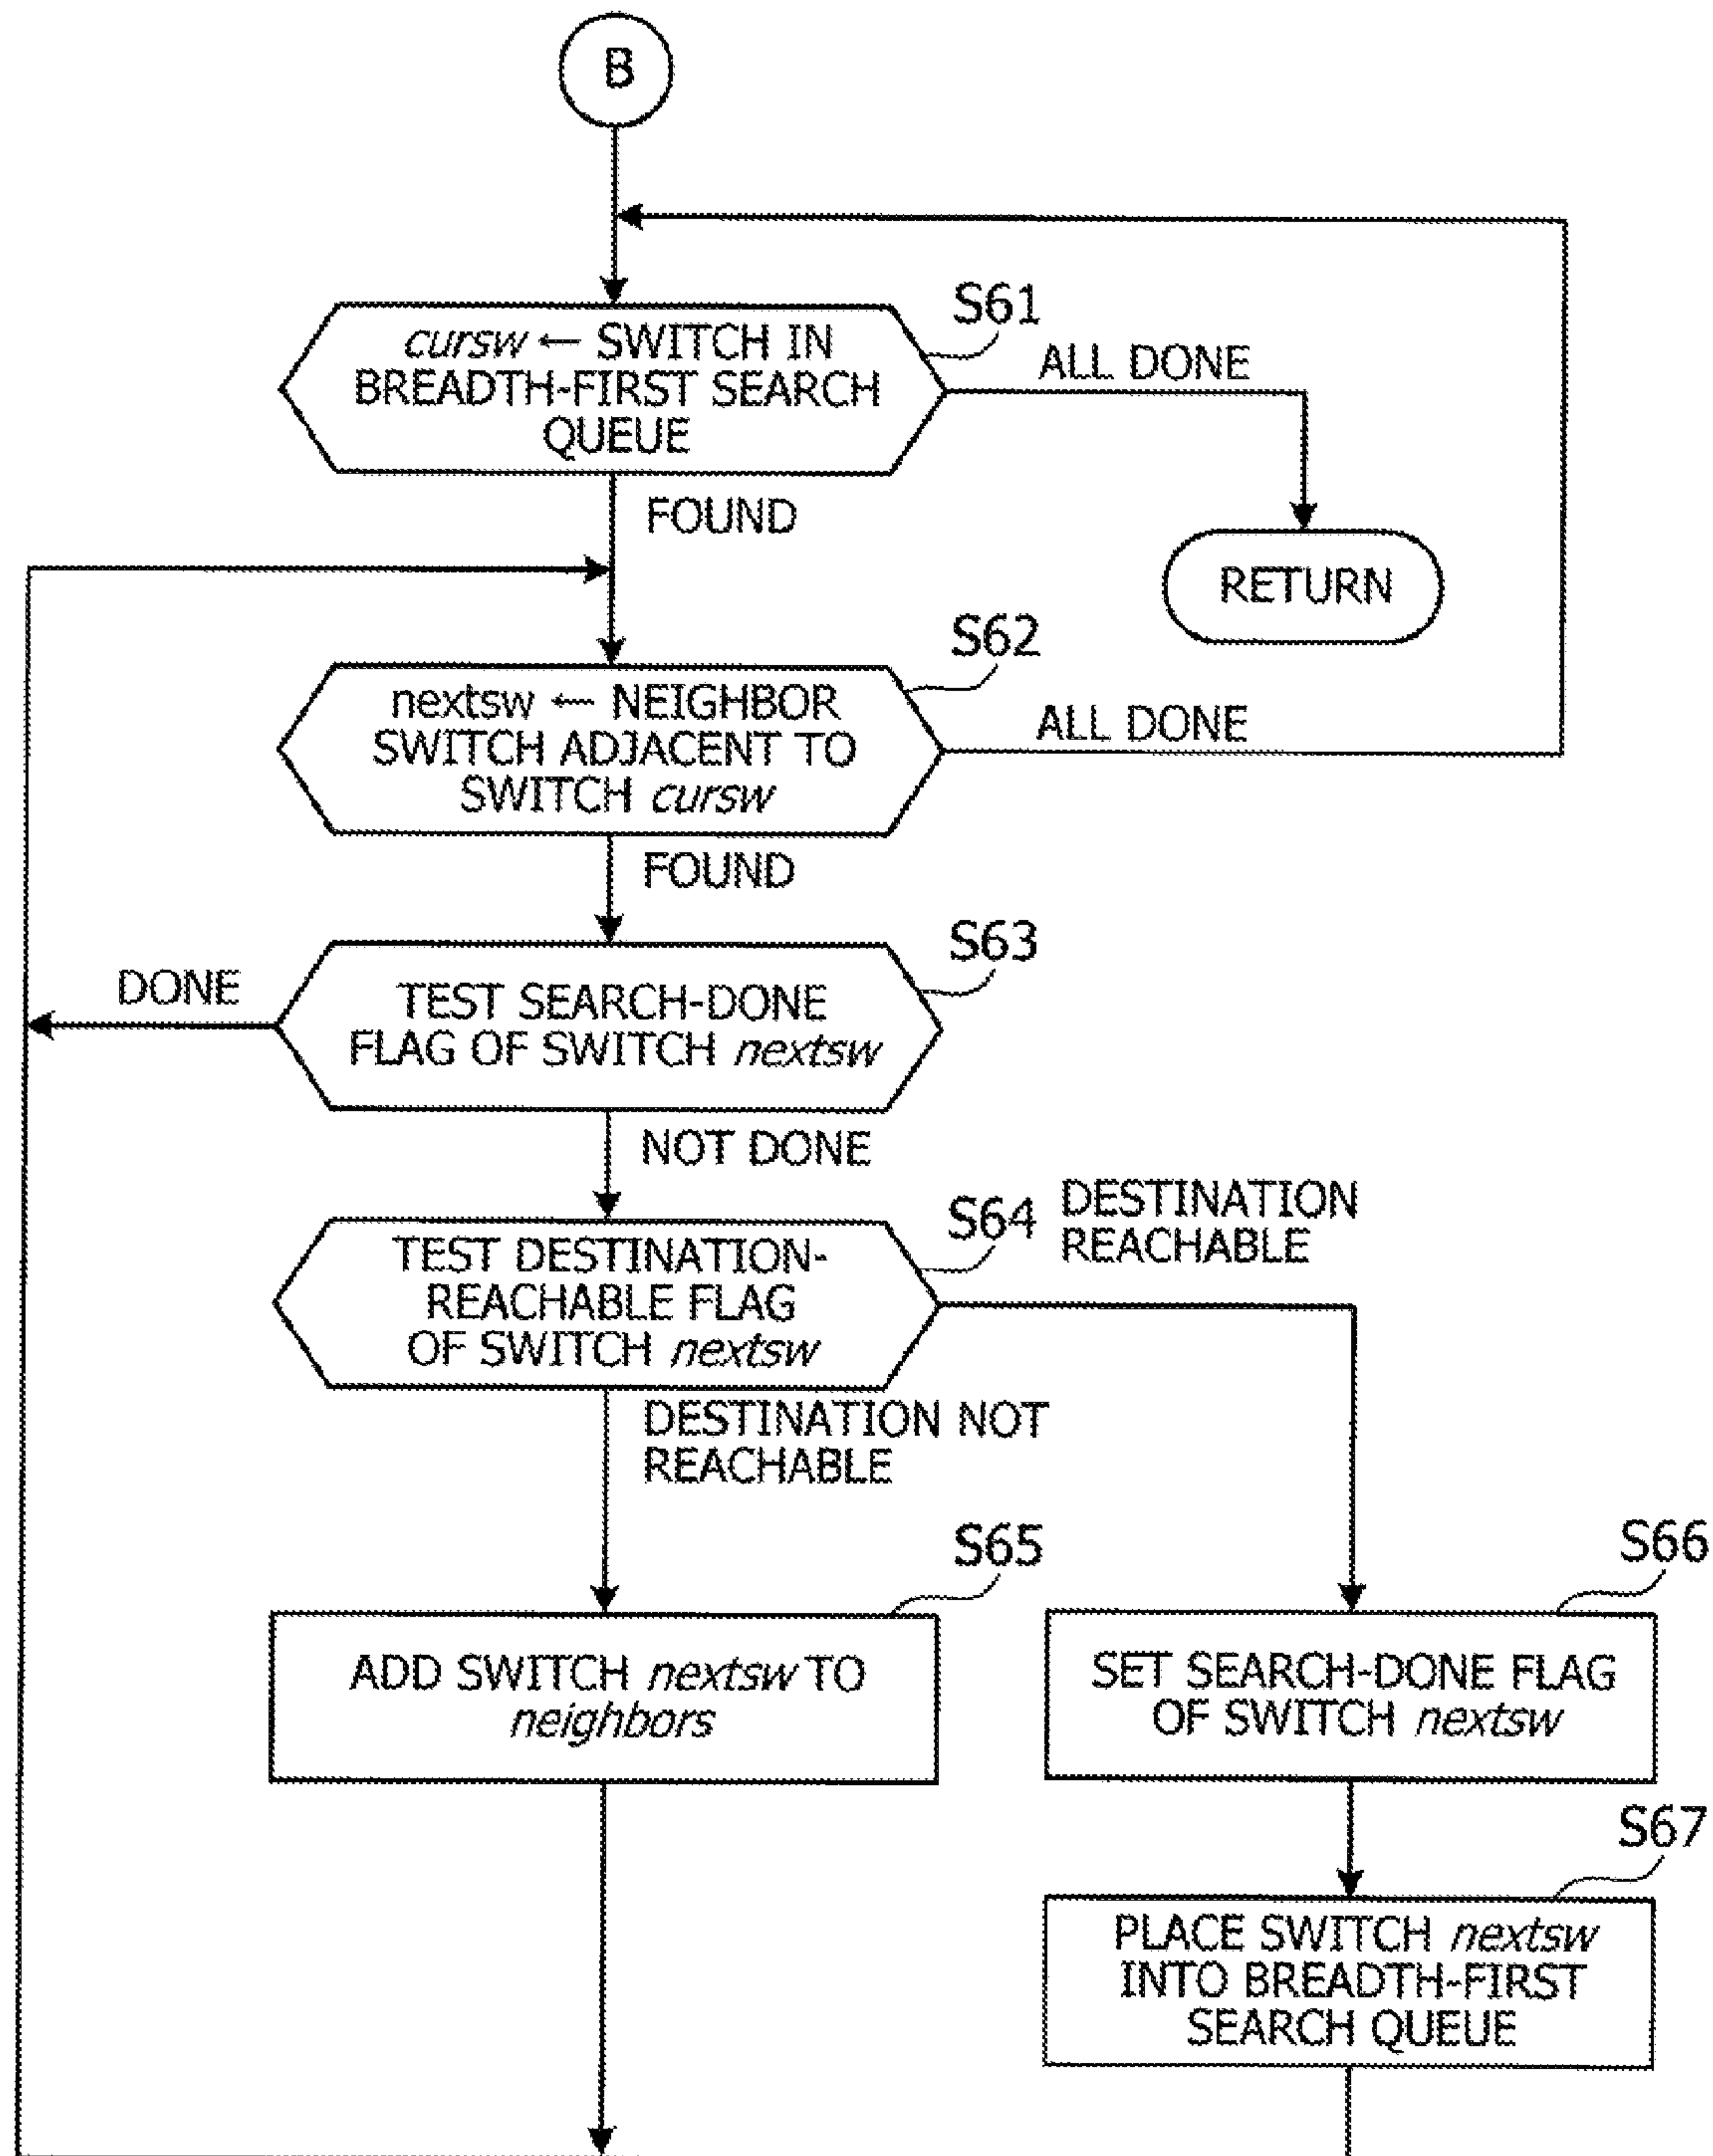 B
S61
cursw ← SWITCH IN
BREADTH-FIRST SEARCH
QUEUE
ALL DONE
FOUND
RETURN
S62
nextsw ← NEIGHBOR
SWITCH ADJACENT TO
SWITCH cursw
ALL DONE
FOUND
S63
DONE
TEST SEARCH-DONE
FLAG OF SWITCH nextsw
NOT DONE
S64
DESTINATION
REACHABLE
TEST DESTINATION-
REACHABLE FLAG
OF SWITCH nextsw
DESTINATION NOT
REACHABLE
S65
ADD SWITCH nextsw TO
neighbors
S66
SET SEARCH-DONE FLAG
OF SWITCH nextsw
S67
PLACE SWITCH nextsw
INTO BREADTH-FIRST
SEARCH QUEUE